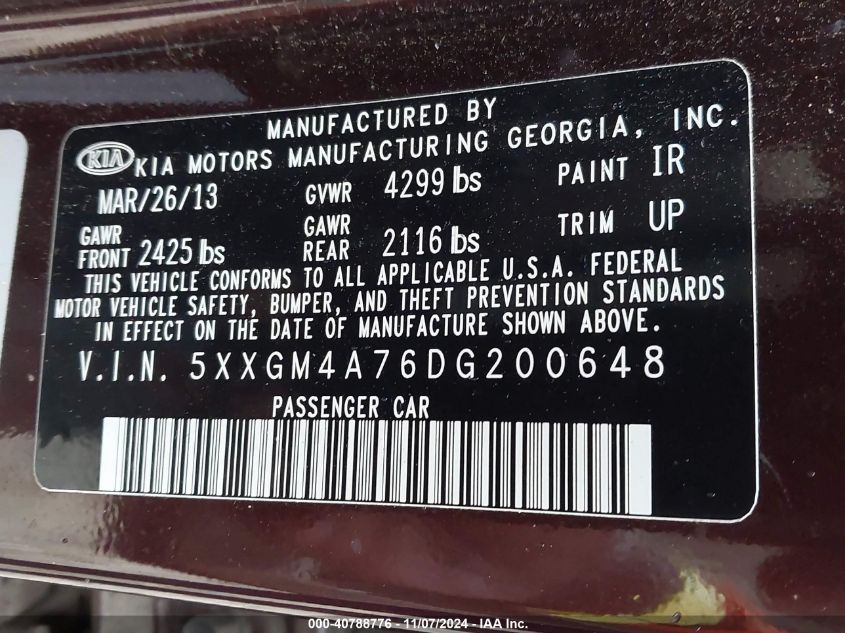 MANUFACTURED BY
KIA KIA MOTORS MANUFACTURING GEORGIA, INC.
MAR/26/13 GVWR 4299 lbs PAINT IR
GAWR FRONT 2425 lbs GAWR REAR 2116 lbs TRIM UP
THIS VEHICLE CONFORMS TO ALL APPLICABLE U.S.A. FEDERAL
MOTOR VEHICLE SAFETY, BUMPER, AND THEFT PREVENTION STANDARDS
IN EFFECT ON THE DATE OF MANUFACTURE SHOWN ABOVE.
V.I.N. 5XXGM4A76DG200648
PASSENGER CAR
000-40788776 - 11/07/2024 - IAA Inc.